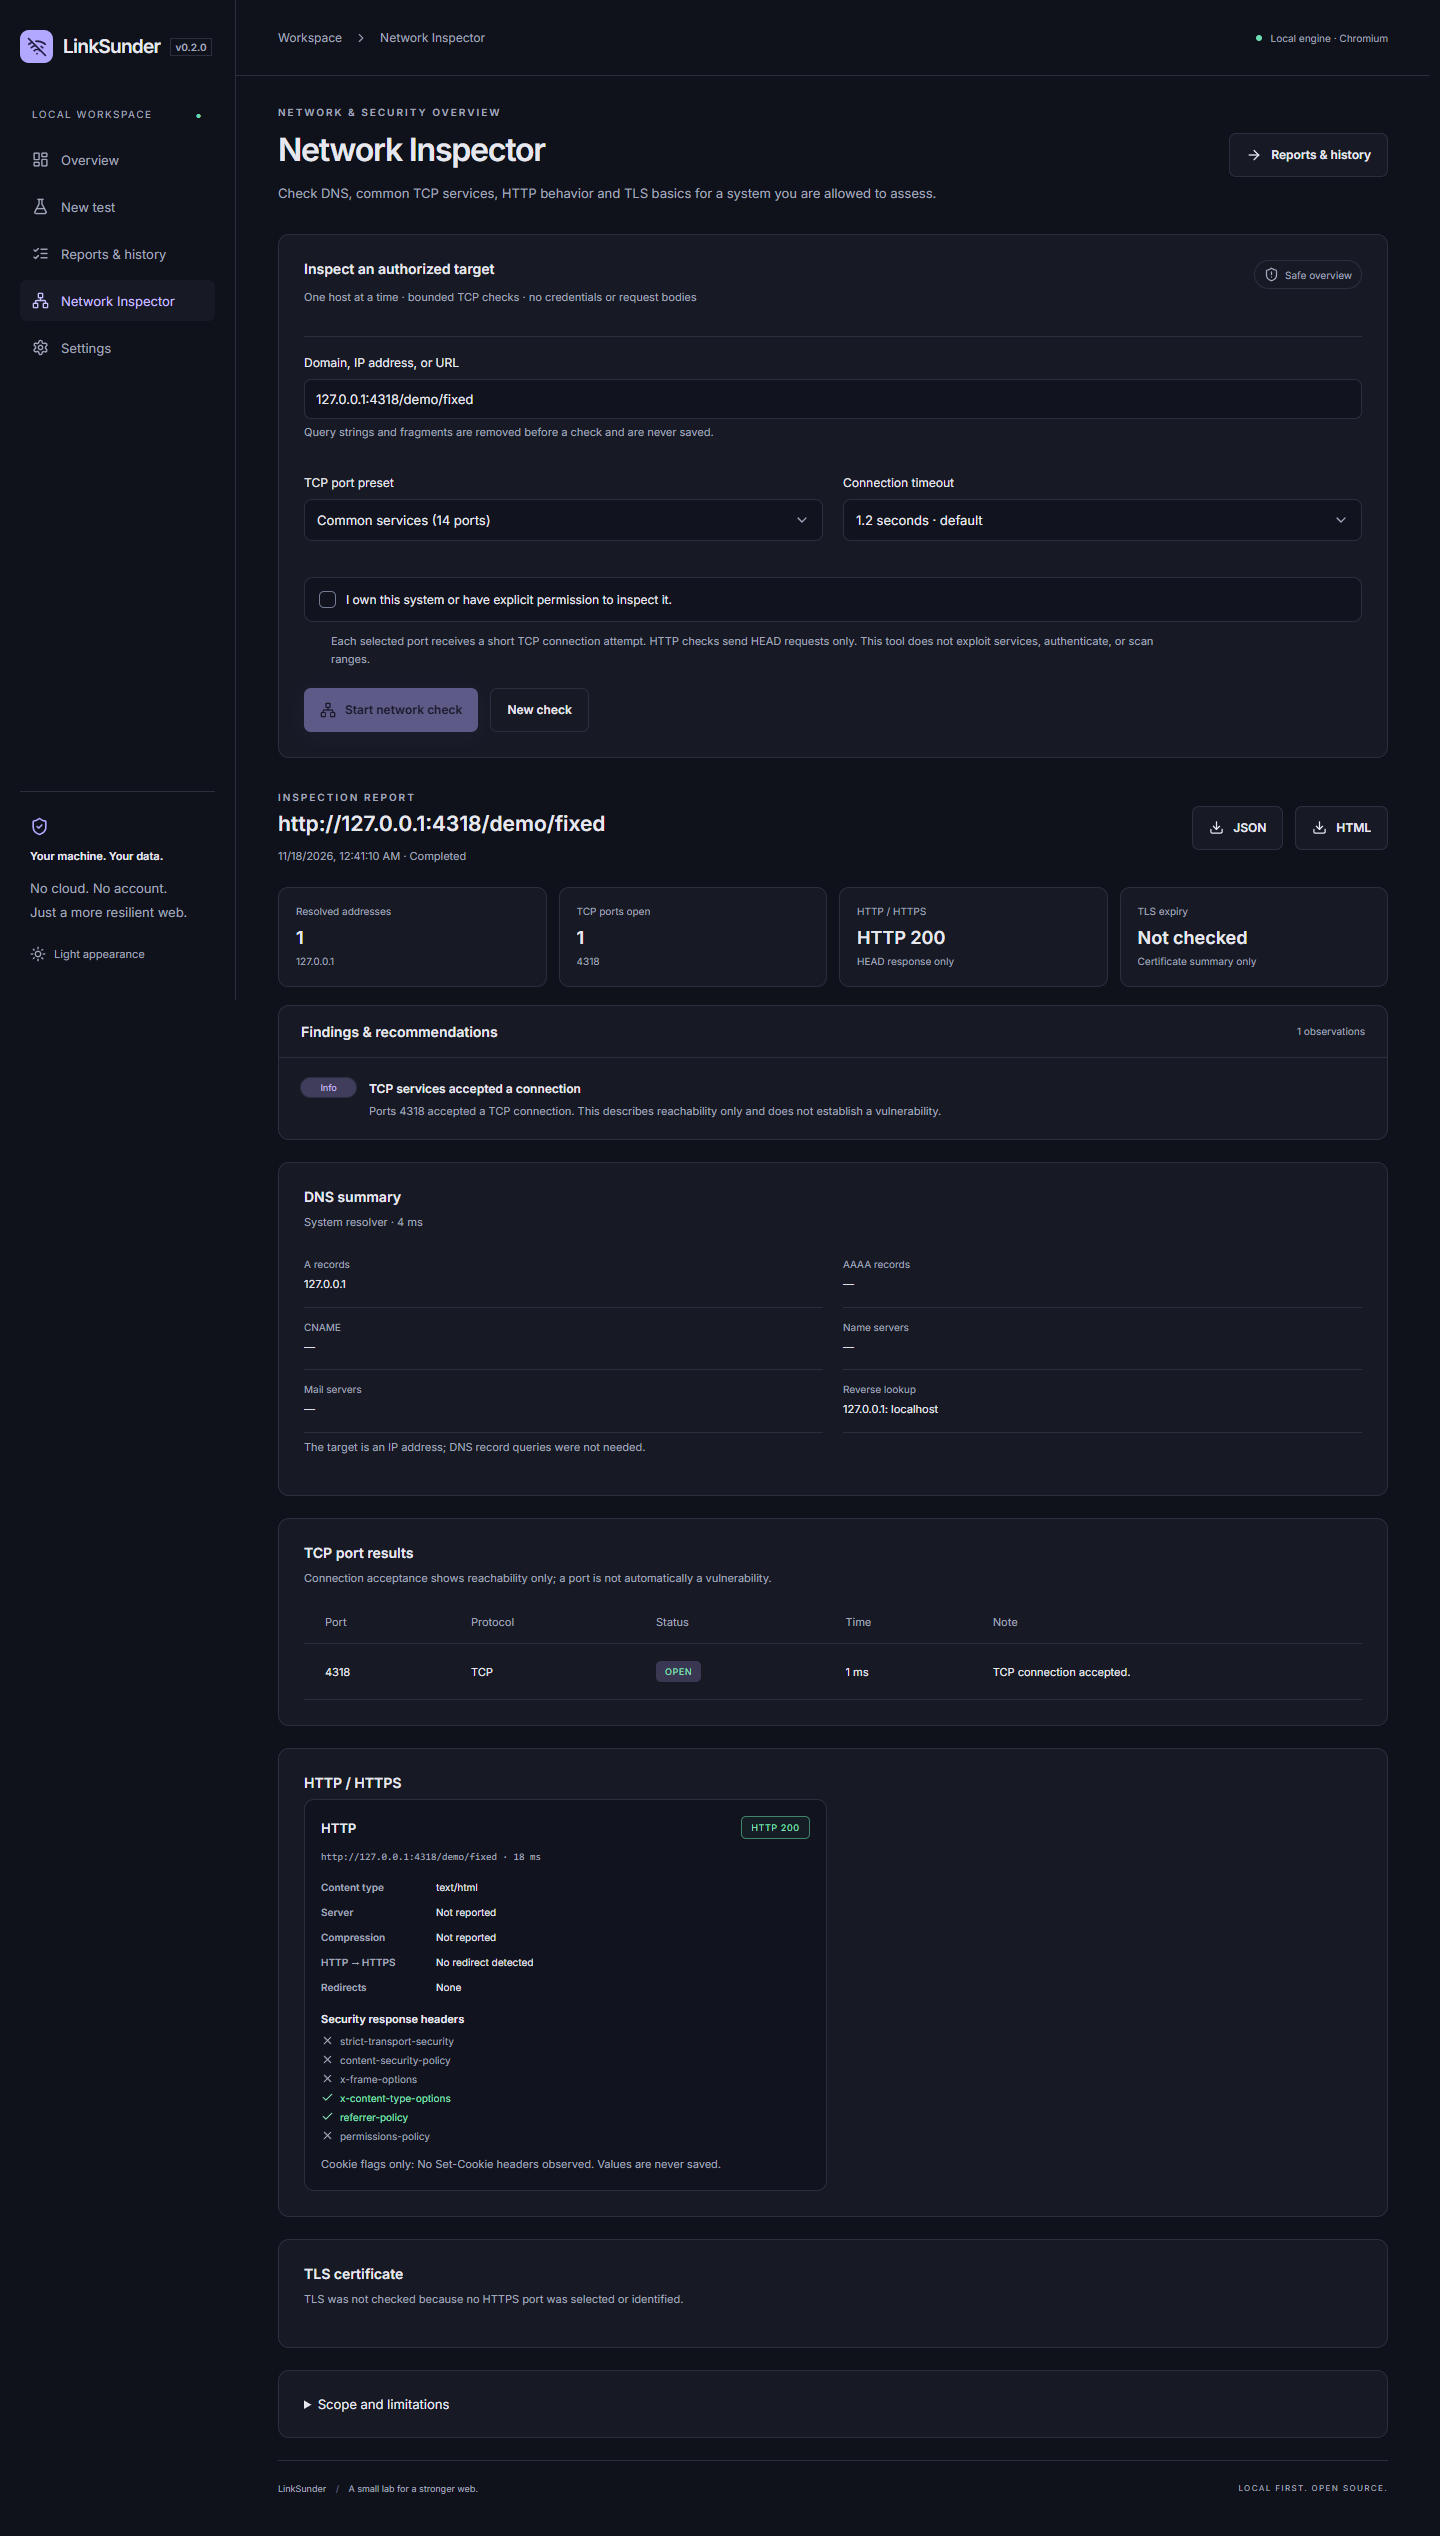 LinkSunder v0.2.0
LOCAL WORKSPACE
Overview
New test
Reports & history
Network Inspector
Settings
Your machine. Your data.
No cloud. No account.
Just a more resilient web.
Light appearance
Workspace > Network Inspector
Local engine · Chromium
NETWORK & SECURITY OVERVIEW
Network Inspector
Reports & history
Check DNS, common TCP services, HTTP behavior and TLS basics for a system you are allowed to assess.
Inspect an authorized target
Safe overview
One host at a time · bounded TCP checks · no credentials or request bodies
Domain, IP address, or URL
127.0.0.1:4318/demo/fixed
Query strings and fragments are removed before a check and are never saved.
TCP port preset
Common services (14 ports)
Connection timeout
1.2 seconds · default
I own this system or have explicit permission to inspect it.
Each selected port receives a short TCP connection attempt. HTTP checks send HEAD requests only. This tool does not exploit services, authenticate, or scan
ranges.
Start network check
New check
INSPECTION REPORT
http://127.0.0.1:4318/demo/fixed
11/18/2026, 12:41:10 AM · Completed
JSON
HTML
Resolved addresses
1
127.0.0.1
TCP ports open
1
4318
HTTP / HTTPS
HTTP 200
HEAD response only
TLS expiry
Not checked
Certificate summary only
Findings & recommendations
1 observations
Info
TCP services accepted a connection
Ports 4318 accepted a TCP connection. This describes reachability only and does not establish a vulnerability.
DNS summary
System resolver · 4 ms
A records
127.0.0.1
AAAA records
—
CNAME
—
Name servers
—
Mail servers
—
Reverse lookup
127.0.0.1: localhost
The target is an IP address; DNS record queries were not needed.
TCP port results
Connection acceptance shows reachability only; a port is not automatically a vulnerability.
Port Protocol Status Time Note
4318 TCP OPEN 1 ms TCP connection accepted.
HTTP / HTTPS
HTTP
HTTP 200
http://127.0.0.1:4318/demo/fixed · 18 ms
Content type text/html
Server Not reported
Compression Not reported
HTTP → HTTPS No redirect detected
Redirects None
Security response headers
strict-transport-security
content-security-policy
x-frame-options
x-content-type-options
referrer-policy
permissions-policy
Cookie flags only: No Set-Cookie headers observed. Values are never saved.
TLS certificate
TLS was not checked because no HTTPS port was selected or identified.
Scope and limitations
LinkSunder / A small lab for a stronger web.
LOCAL FIRST. OPEN SOURCE.